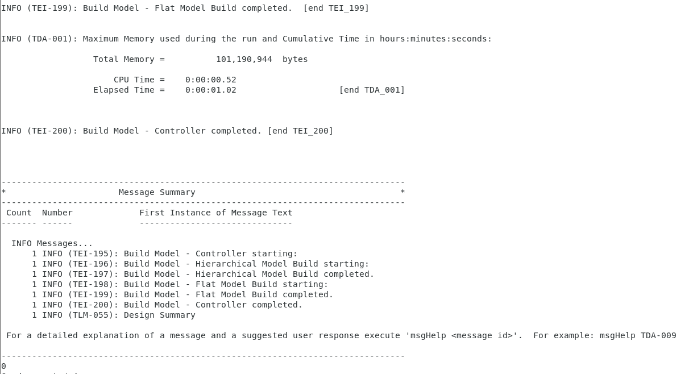 INFO (TEI-199): Build Model - Flat Model Build completed.  [end TEI_199]
INFO (TDA-001): Maximum Memory used during the run and Cumulative Time in hours:minutes:seconds:
Total Memory =          101,190,944  bytes
CPU Time =    0:00:00.52
Elapsed Time =    0:00:01.02                    [end TDA_001]
INFO (TEI-200): Build Model - Controller completed. [end TEI_200]
-------------------------------------------------------------------------------
*                      Message Summary                                        *
-------------------------------------------------------------------------------
Count  Number             First Instance of Message Text
------- ------             ------------------------------
INFO Messages...
1 INFO (TEI-195): Build Model - Controller starting:
1 INFO (TEI-196): Build Model - Hierarchical Model Build starting:
1 INFO (TEI-197): Build Model - Hierarchical Model Build completed.
1 INFO (TEI-198): Build Model - Flat Model Build starting:
1 INFO (TEI-199): Build Model - Flat Model Build completed.
1 INFO (TEI-200): Build Model - Controller completed.
1 INFO (TLM-055): Design Summary
For a detailed explanation of a message and a suggested user response execute 'msgHelp <message id>'.  For example: msgHelp TDA-009
-------------------------------------------------------------------------------
0